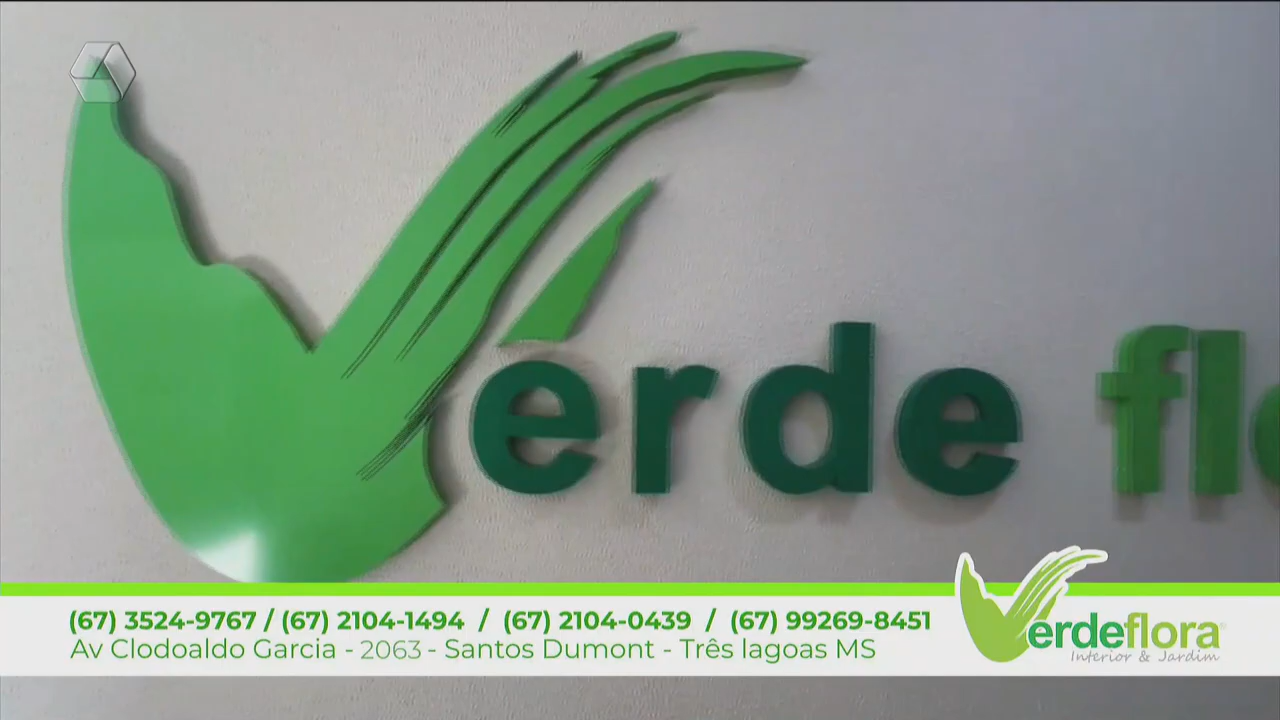 Verde fl
(67) 3524-9767 / (67) 2104-1494 / (67) 2104-0439 / (67) 99269-8451
Av Clodoaldo Garcia - 2063 - Santos Dumont - Três lagoas MS
Verdeflora
Interior & Jardim